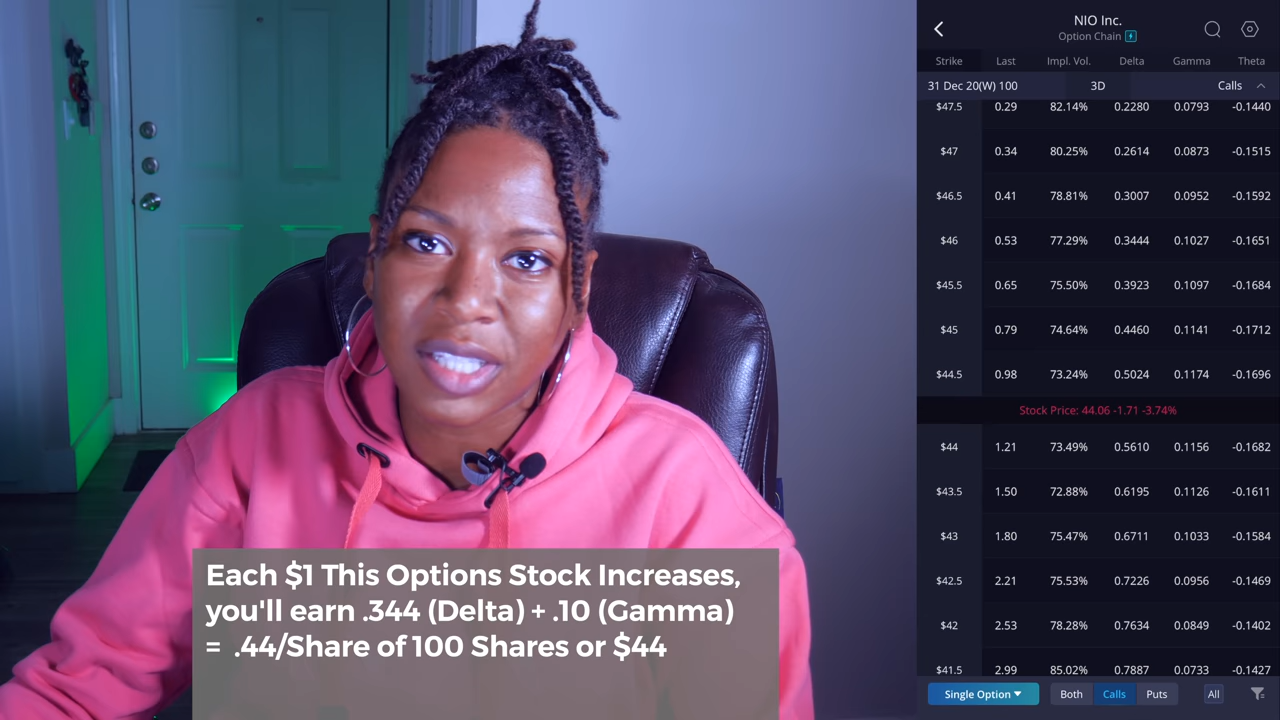 NIO Inc.
Option Chain
Strike Last Impl. Vol. Delta Gamma Theta
31 Dec 20(W) 100 3D Calls
$47.5 0.29 82.14% 0.2280 0.0793 -0.1440
$47 0.34 80.25% 0.2614 0.0873 -0.1515
$46.5 0.41 78.81% 0.3007 0.0952 -0.1592
$46 0.53 77.29% 0.3444 0.1027 -0.1651
$45.5 0.65 75.50% 0.3923 0.1097 -0.1684
$45 0.79 74.64% 0.4460 0.1141 -0.1712
$44.5 0.98 73.24% 0.5024 0.1174 -0.1696
Stock Price: 44.06 -1.71 -3.74%
$44 1.21 73.49% 0.5610 0.1156 -0.1682
$43.5 1.50 72.88% 0.6195 0.1126 -0.1611
$43 1.80 75.47% 0.6711 0.1033 -0.1584
$42.5 2.21 75.53% 0.7226 0.0956 -0.1469
$42 2.53 78.28% 0.7634 0.0849 -0.1402
$41.5 2.99 85.02% 0.7887 0.0733 -0.1427
Single Option Both Calls Puts All
Each $1 This Options Stock Increases,
you'll earn .344 (Delta) + .10 (Gamma)
= .44/Share of 100 Shares or $44